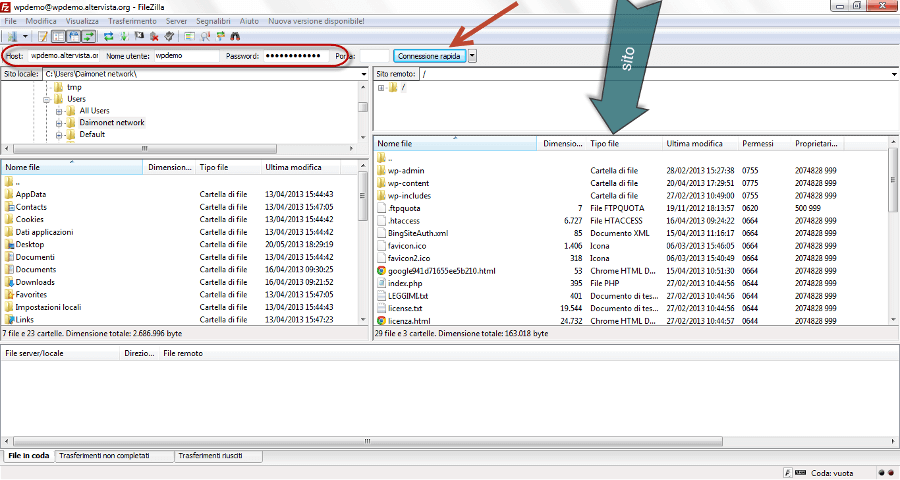 wpdemo@wpdemo.altervista.org - FileZilla
File Modifica Visualizza Trasferimento Server Segnalibri Aiuto Nuova versione disponibile!
Host: wpdemo.altervista.or Nome utente: wpdemo Password: ●●●●●●●●●●● Porta: Connessione rapida
sito
Sito locale: C:\Users\Daimonet network\
tmp
Users
All Users
Daimonet network
Default
Sito remoto: /
/
Nome file Dimension... Tipo file Ultima modifica
..
AppData Cartella di file 13/04/2013 15:44:43
Contacts Cartella di file 13/04/2013 15:47:05
Cookies Cartella di file 13/04/2013 15:44:42
Dati applicazioni Cartella di file 13/04/2013 15:44:42
Desktop Cartella di file 20/05/2013 18:29:19
Documenti Cartella di file 13/04/2013 15:44:42
Documents Cartella di file 16/04/2013 09:30:25
Downloads Cartella di file 16/04/2013 09:21:52
Favorites Cartella di file 13/04/2013 15:47:05
Impostazioni locali Cartella di file 13/04/2013 15:44:43
Links Cartella di file 13/04/2013 15:47:23
7 file e 23 cartelle. Dimensione totale: 2.686.996 byte
Nome file Dimensio... Tipo file Ultima modifica Permessi Proprietari...
..
wp-admin Cartella di file 28/02/2013 15:27:38 0755 2074828 999
wp-content Cartella di file 20/04/2013 17:29:51 0775 2074828 999
wp-includes Cartella di file 27/02/2013 10:49:00 0755 2074828 999
.ftpquota 7 File FTPQUOTA 19/11/2012 18:13:57 0620 500 999
.htaccess 6.727 File HTACCESS 16/04/2013 09:24:22 0664 2074828 999
BingSiteAuth.xml 85 Documento XML 15/04/2013 11:16:17 0644 2074828 999
favicon.ico 1.406 Icona 06/03/2013 15:46:05 0644 2074828 999
favicon2.ico 318 Icona 06/03/2013 15:40:49 0664 2074828 999
google941d71655ee5b210.html 53 Chrome HTML D... 15/04/2013 10:51:30 0664 2074828 999
index.php 395 File PHP 27/02/2013 10:44:56 0644 2074828 999
LEGGIMI.txt 401 Documento di tes... 27/02/2013 10:44:56 0644 2074828 999
license.txt 19.544 Documento di tes... 27/02/2013 10:44:56 0644 2074828 999
licenza.html 24.732 Chrome HTML D... 27/02/2013 10:44:57 0644 2074828 999
29 file e 3 cartelle. Dimensione totale: 163.018 byte
File server/locale Direzio... File remoto
File in coda Trasferimenti non completati Trasferimenti riusciti
Coda: vuota